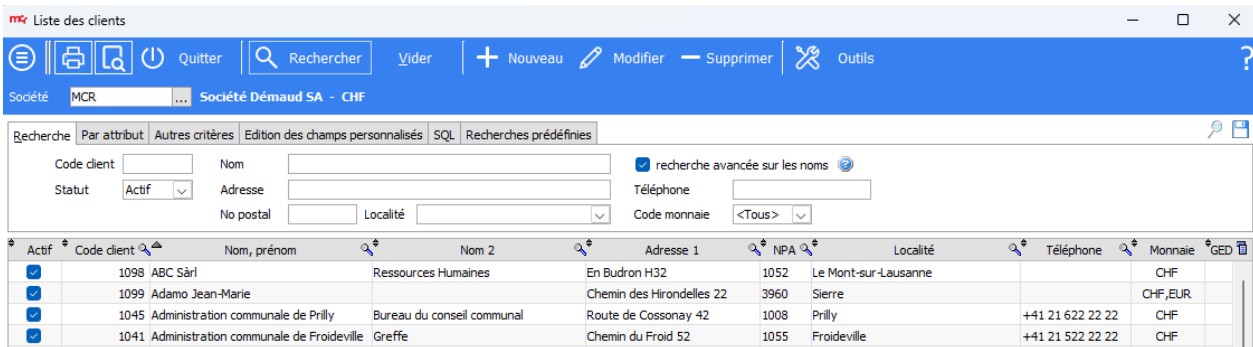 mcr Liste des clients
Quitter Rechercher Vider Nouveau Modifier Supprimer Outils ?
Société MCR ... Société Démaud SA - CHF
Recherche Par attribut Autres critères Edition des champs personnalisés SQL Recherches prédéfinies
Code client Nom recherche avancée sur les noms ?
Statut Actif Adresse Téléphone
No postal Localité Code monnaie <Tous>
Actif Code client Nom, prénom Nom 2 Adresse 1 NPA Localité Téléphone Monnaie GED
1098 ABC Sàrl Ressources Humaines En Budron H32 1052 Le Mont-sur-Lausanne CHF
1099 Adamo Jean-Marie Chemin des Hirondelles 22 3960 Sierre CHF,EUR
1045 Administration communale de Prilly Bureau du conseil communal Route de Cossonay 42 1008 Prilly +41 21 622 22 22 CHF
1041 Administration communale de Froideville Greffe Chemin du Froid 52 1055 Froideville +41 21 522 22 22 CHF